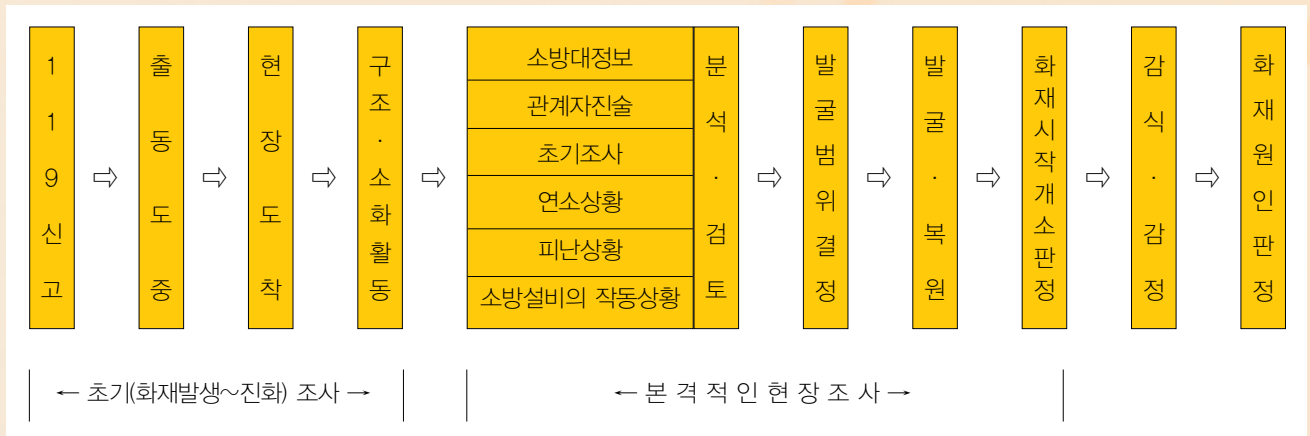 119신고
⇨
출동도중
⇨
현장도착
⇨
구조·소화활동
⇨
소방대정보
관계자진술
초기조사
연소상황
피난상황
소방설비의 작동상황
분석·검토
⇨
발굴범위결정
⇨
발굴·복원
⇨
화재시작개소판정
⇨
감식·감정
⇨
화재원인판정
← 초기(화재발생~진화) 조사 →
← 본 격 적 인 현 장 조 사 →